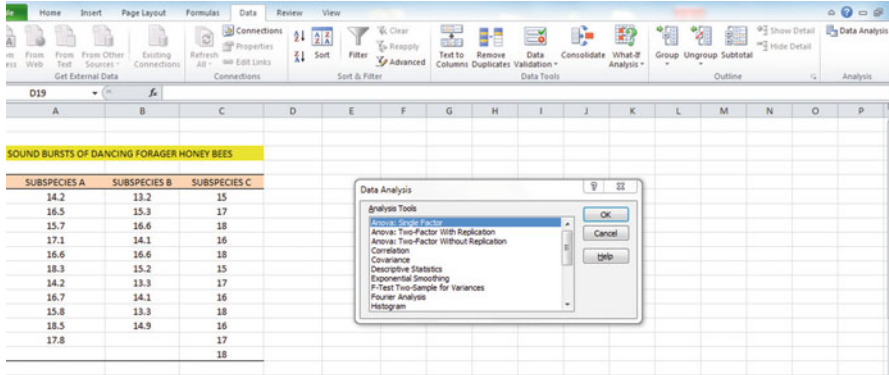 Home Insert Page Layout Formulas Data Review View
Connections Clear Show Detail Data Analysis
Properties Reapply Hide Detail
From Web From Text From Other Sources Existing Connections Refresh All Edit Links Sort Filter Advanced Text to Columns Remove Duplicates Data Validation Consolidate What-If Analysis Group Ungroup Subtotal
Get External Data Connections Sort & Filter Data Tools Outline Analysis
D19 fx
A B C D E F G H I J K L M N O P
SOUND BURSTS OF DANCING FORAGER HONEY BEES
SUBSPECIES A SUBSPECIES B SUBSPECIES C
14.2 13.2 15
16.5 15.3 17
15.7 16.6 18
17.1 14.1 16
16.6 16.6 18
18.3 15.2 15
14.2 13.3 17
16.7 14.1 16
15.8 13.3 18
18.5 14.9 16
17.8 17
18
Data Analysis
Analysis Tools
Anova: Single Factor
Anova: Two-Factor With Replication
Anova: Two-Factor Without Replication
Correlation
Covariance
Descriptive Statistics
Exponential Smoothing
F-Test Two-Sample for Variances
Fourier Analysis
Histogram
OK
Cancel
Help